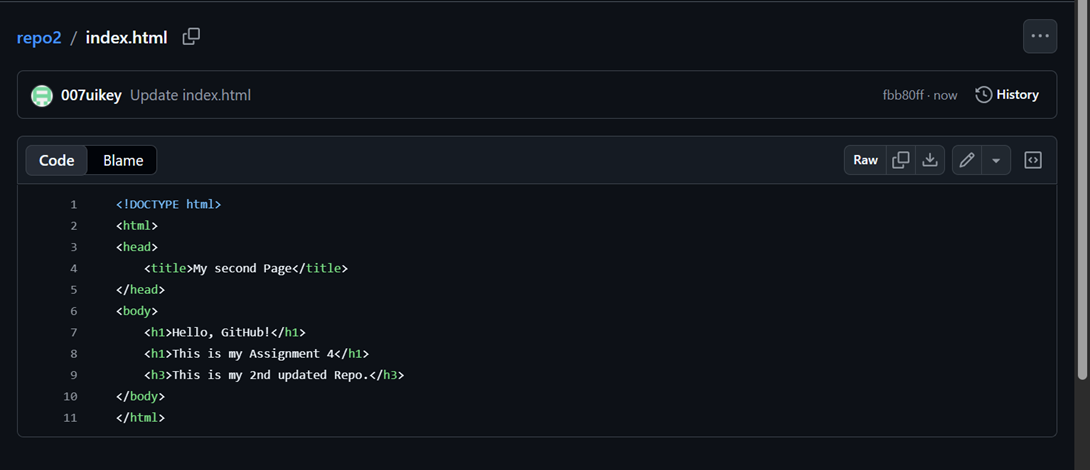 repo2 / index.html
007uikey Update index.html fbb80ff · now History
Code Blame Raw
1 <!DOCTYPE html>
2 <html>
3 <head>
4     <title>My second Page</title>
5 </head>
6 <body>
7     <h1>Hello, GitHub!</h1>
8     <h1>This is my Assignment 4</h1>
9     <h3>This is my 2nd updated Repo.</h3>
10 </body>
11 </html>